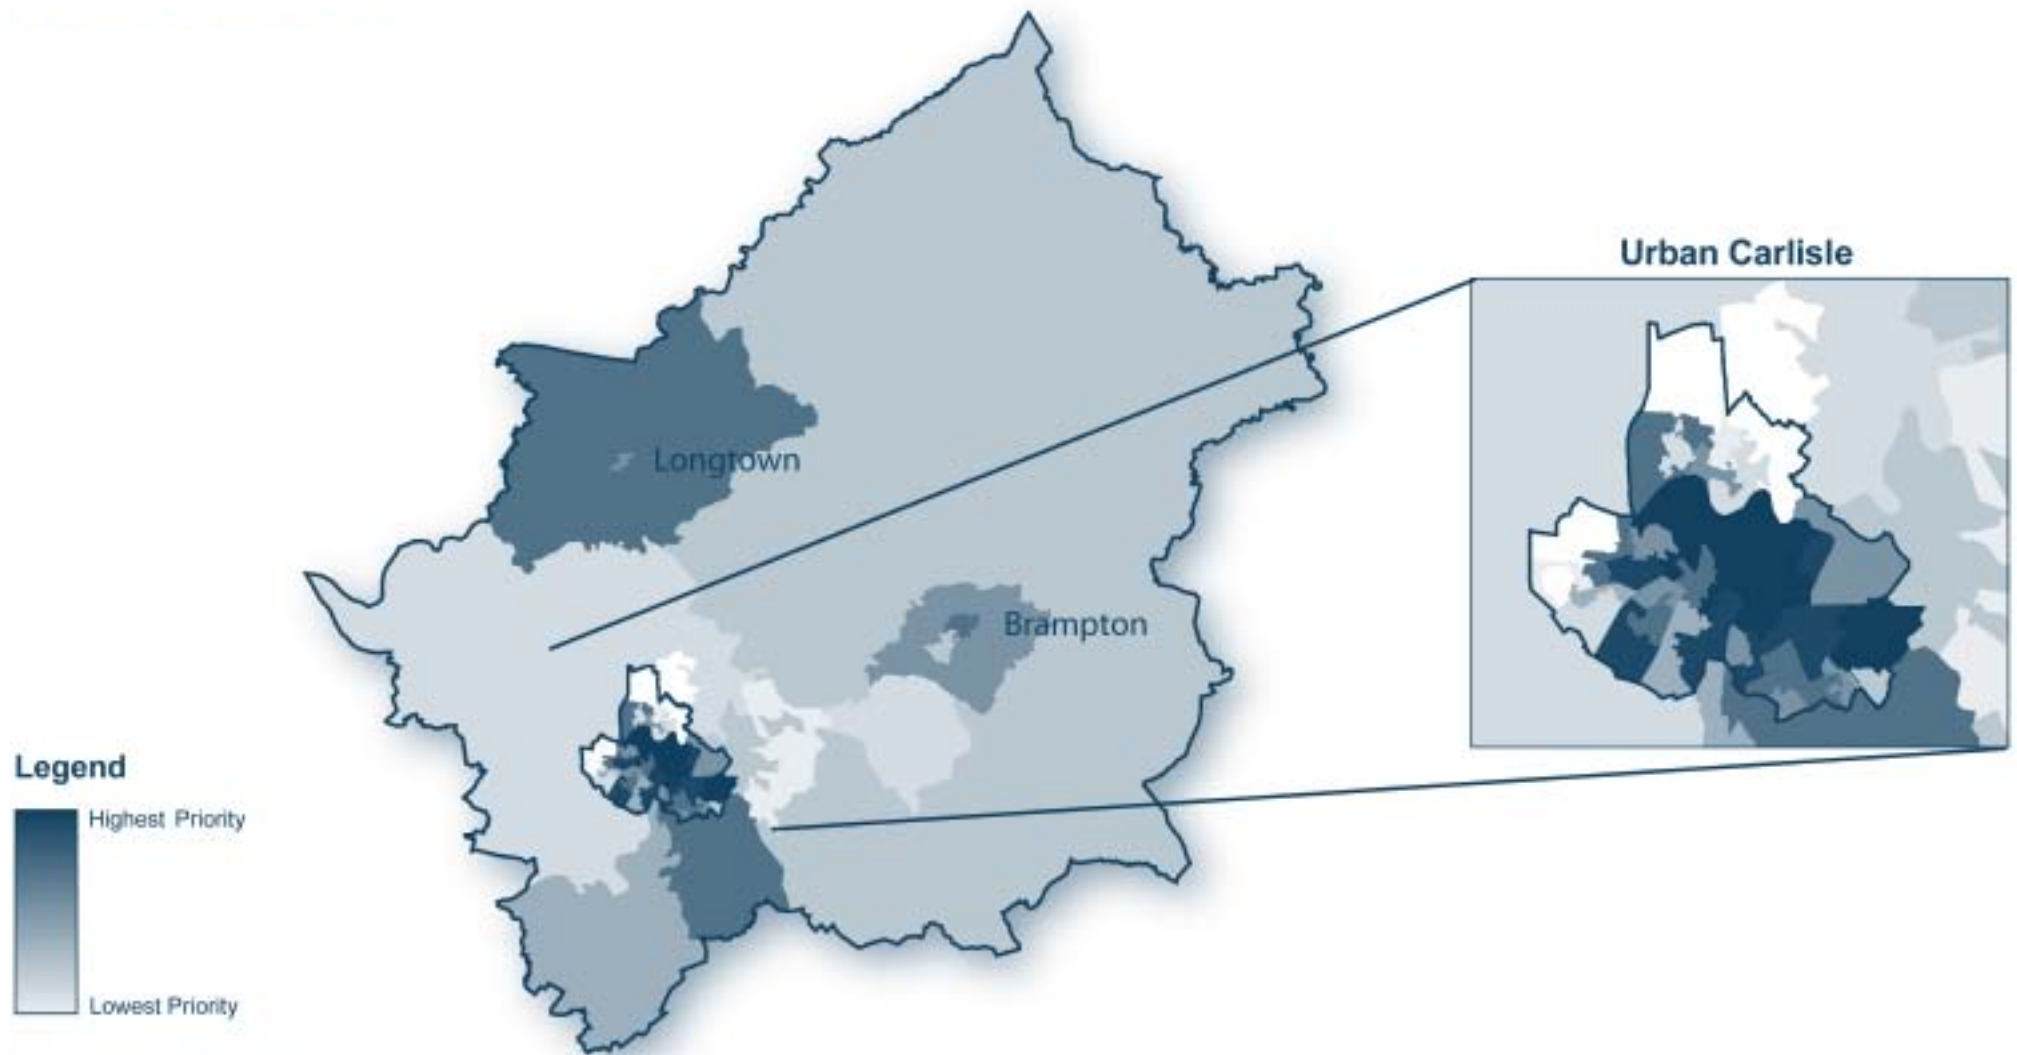 Urban Carlisle
Longtown
Brampton
Legend
Highest Priority
Lowest Priority